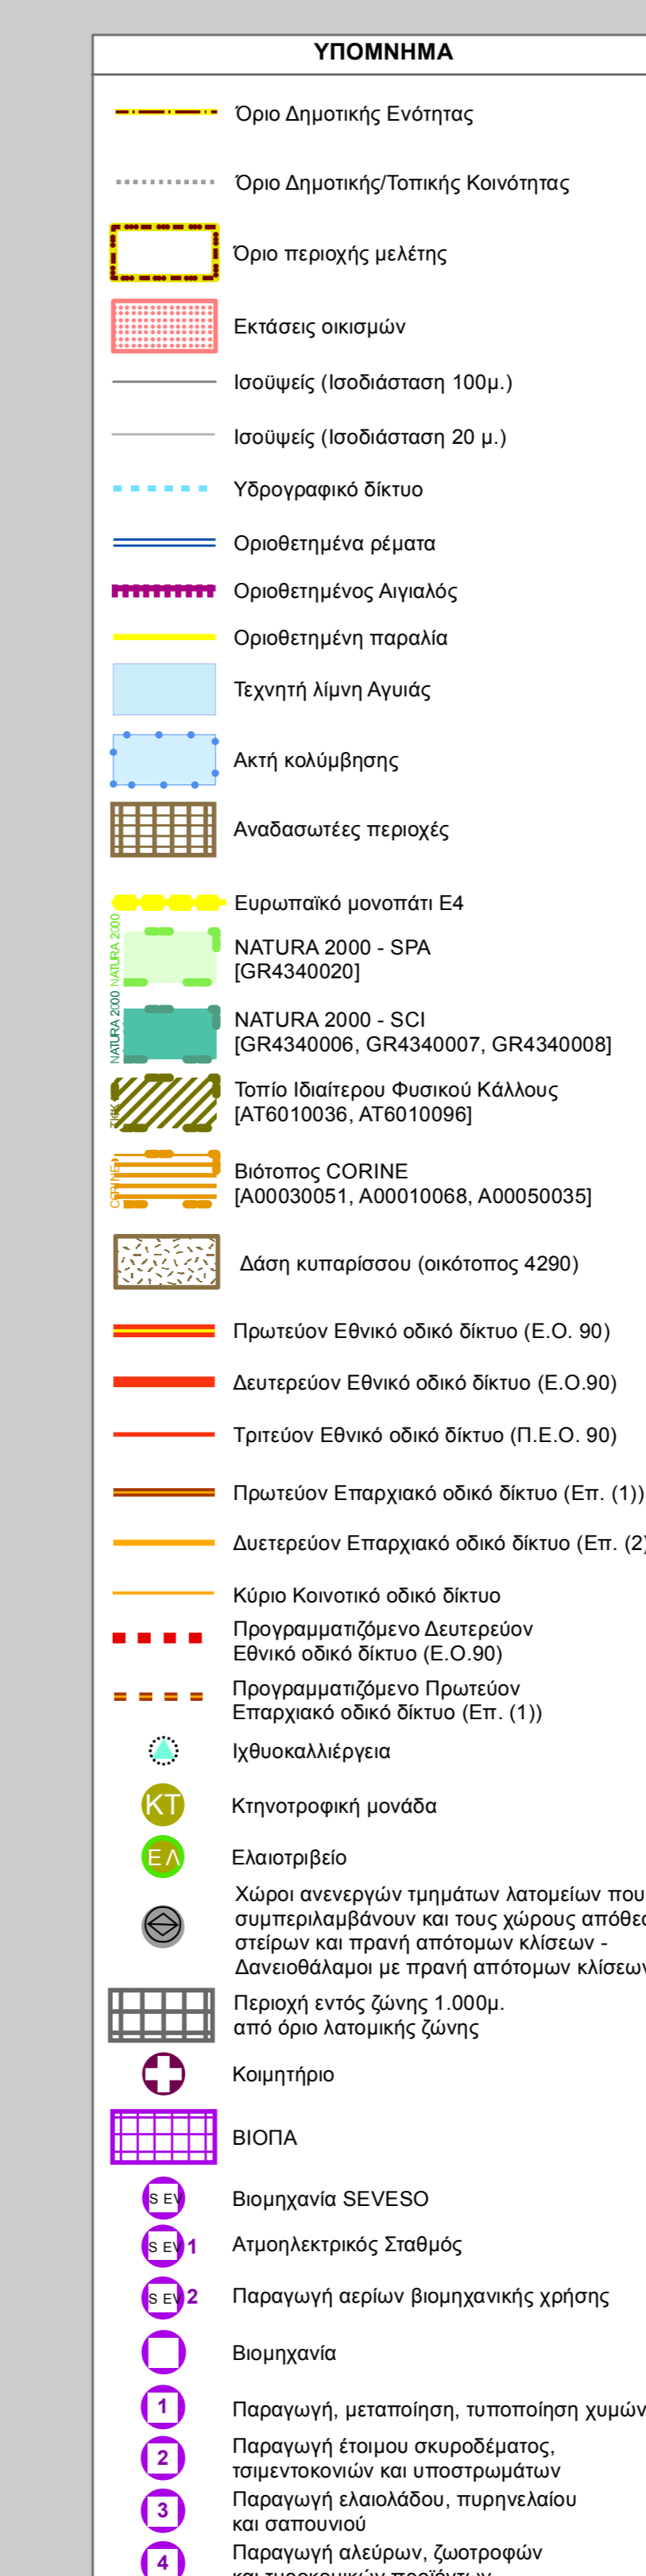 ΥΠΟΜΝΗΜΑ
Όριο Δημοτικής Ενότητας
Όριο Δημοτικής/Τοπικής Κοινότητας
Όριο περιοχής μελέτης
Εκτάσεις οικισμών
Ισοϋψείς (Ισοδιάσταση 100μ.)
Ισοϋψείς (Ισοδιάσταση 20 μ.)
Υδρογραφικό δίκτυο
Οριοθετημένα ρέματα
Οριοθετημένος Αιγιαλός
Οριοθετημένη παραλία
Τεχνητή λίμνη Αγυιάς
Ακτή κολύμβησης
Αναδασωτέες περιοχές
Ευρωπαϊκό μονοπάτι Ε4
NATURA 2000
NATURA 2000 - SPA
[GR4340020]
NATURA 2000
NATURA 2000 - SCI
[GR4340006, GR4340007, GR4340008]
ΤΙΦΚ
Τοπίο Ιδιαίτερου Φυσικού Κάλλους
[AT6010036, AT6010096]
CORINE
Βιότοπος CORINE
[A00030051, A00010068, A00050035]
Δάση κυπαρίσσου (οικότοπος 4290)
Πρωτεύον Εθνικό οδικό δίκτυο (Ε.Ο. 90)
Δευτερεύον Εθνικό οδικό δίκτυο (Ε.Ο.90)
Τριτεύον Εθνικό οδικό δίκτυο (Π.Ε.Ο. 90)
Πρωτεύον Επαρχιακό οδικό δίκτυο (Επ. (1))
Δυετερεύον Επαρχιακό οδικό δίκτυο (Επ. (2)
Κύριο Κοινοτικό οδικό δίκτυο
Προγραμματιζόμενο Δευτερεύον
Εθνικό οδικό δίκτυο (Ε.Ο.90)
Προγραμματιζόμενο Πρωτεύον
Επαρχιακό οδικό δίκτυο (Επ. (1))
Ιχθυοκαλλιέργεια
ΚΤ Κτηνοτροφική μονάδα
ΕΛ Ελαιοτριβείο
Χώροι ανενεργών τμημάτων λατομείων που
συμπεριλαμβάνουν και τους χώρους
στείρων και πρανή απότομων κλίσεων -
Δανειοθάλαμοι με πρανή απότομων κλίσεων
Περιοχή εντός ζώνης 1.000μ.
από όριο λατομικής ζώνης
Κοιμητήριο
ΒΙΟΠΑ
S EV Βιομηχανία SEVESO
S EV 1 Ατμοηλεκτρικός Σταθμός
S EV 2 Παραγωγή αερίων βιομηχανικής χρήσης
Βιομηχανία
1 Παραγωγή, μεταποίηση, τυποποίηση χυμών
2 Παραγωγή έτοιμου σκυροδέματος,
τσιμεντοκονιών και υποστρωμάτων
3 Παραγωγή ελαιολάδου, πυρηνελαίου
και σαπουνιού
4 Παραγωγή αλεύρων, ζωοτροφών